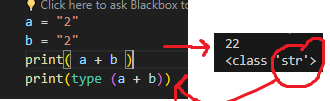 Click here to ask Blackbox to
a = "2"
b = "2"
print( a + b )
print(type (a + b))
22
<class 'str'>